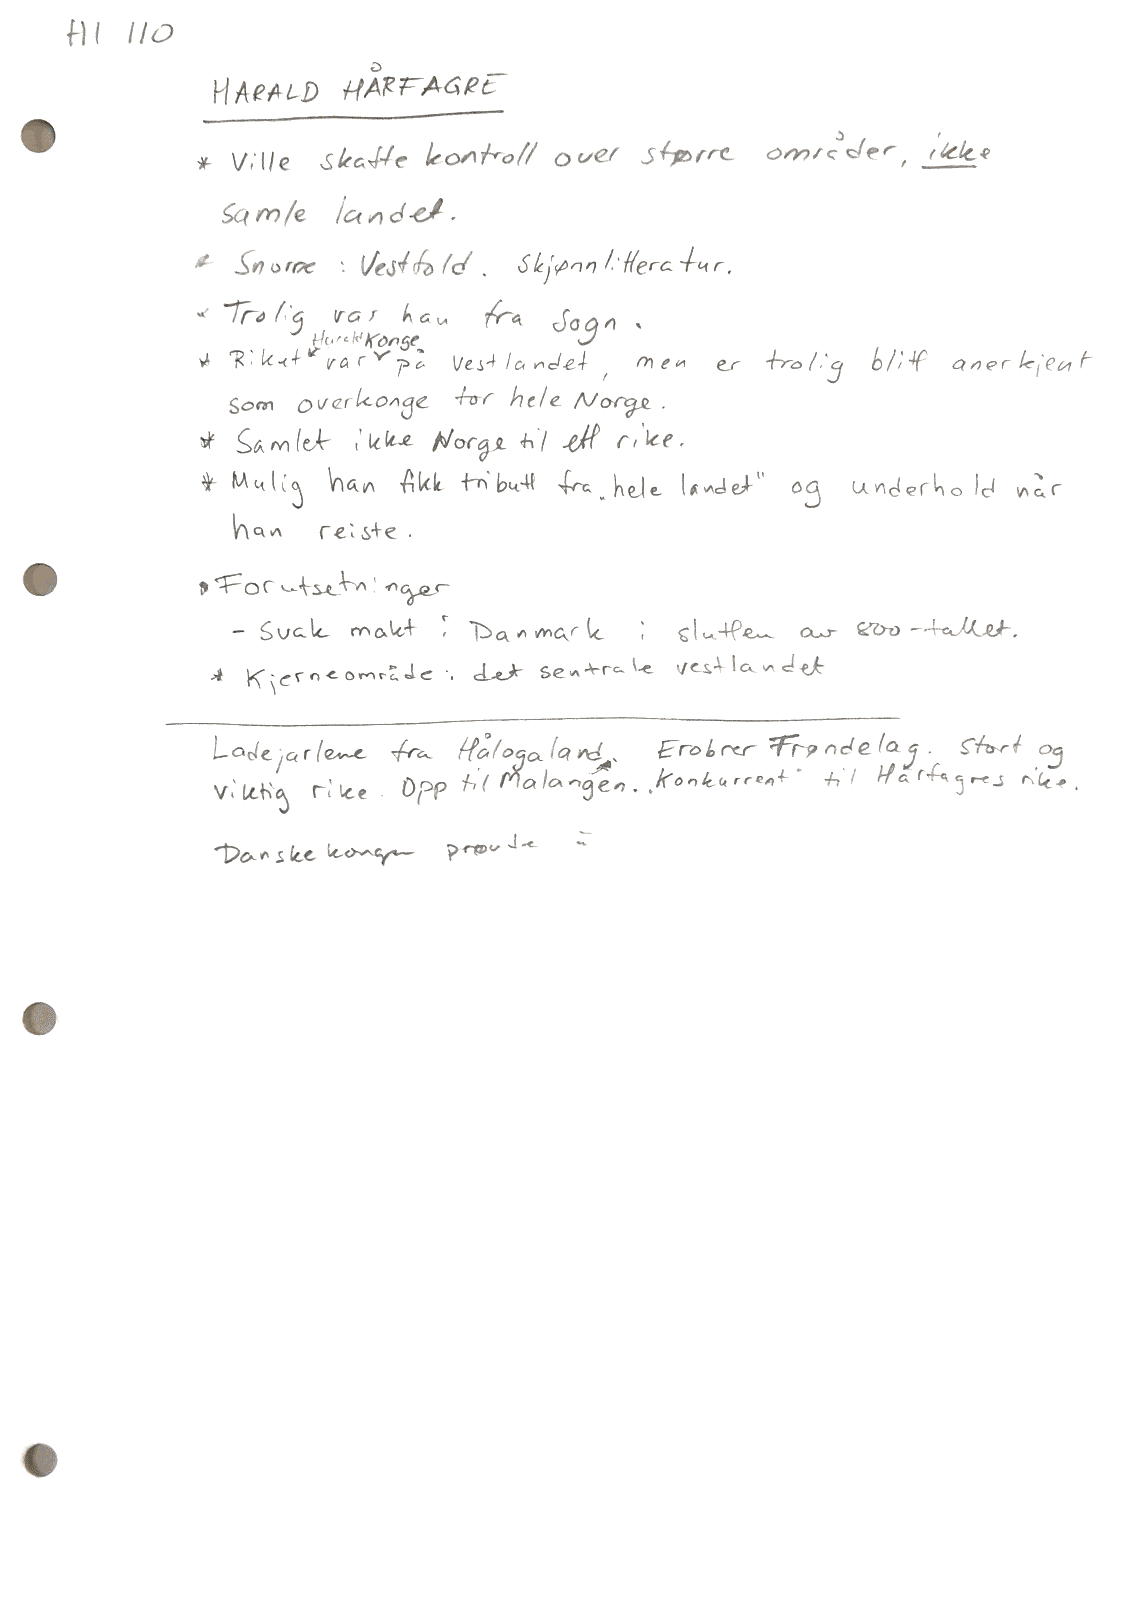 HI 110
HARALD HÅRFAGRE
* Ville skaffe kontroll over større områder, ikke
samle landet.
* Snorre : Vestfold. Skjønnlitteratur.
* Trolig var han fra Sogn.
Harald Konge
* Riket var på vestlandet, men er trolig blitt anerkjent
som overkonge for hele Norge.
* Samlet ikke Norge til ett rike.
* Mulig han fikk tributt fra „hele landet" og underhold når
han reiste.
* Forutsetninger
- Svak makt i Danmark i slutten av 800-tallet.
* Kjerneområde: det sentrale vestlandet
Ladejarlene fra Hålogaland. Erobrer Trøndelag. Stort og
viktig rike. Opp til Malangen. „Konkurrent" til Hårfagres rike.
Danskekongen prøvde